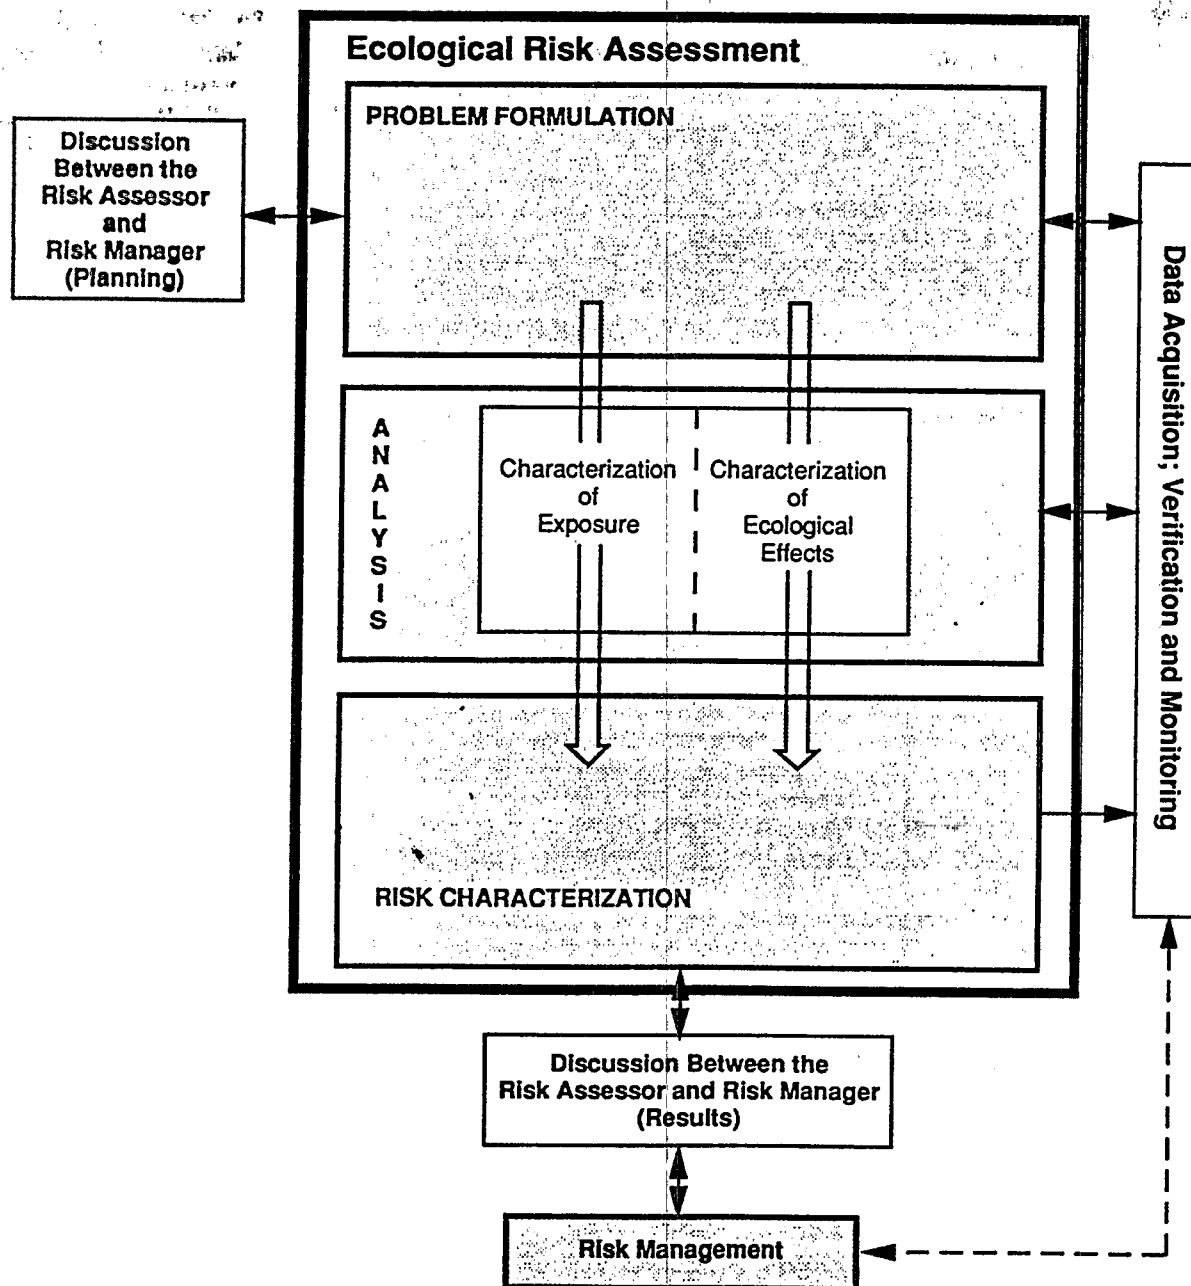 Ecological Risk Assessment
PROBLEM FORMULATION
Discussion
Between the
Risk Assessor
and
Risk Manager
(Planning)
Data Acquisition; Verification and Monitoring
ANALYSIS
Characterization
of
Exposure
Characterization
of
Ecological
Effects
RISK CHARACTERIZATION
Discussion Between the
Risk Assessor and Risk Manager
(Results)
Risk Management